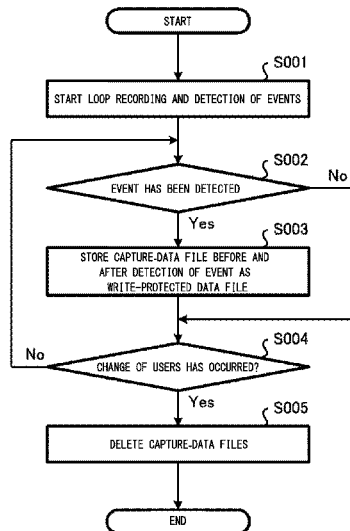 START
S001
START LOOP RECORDING AND DETECTION OF EVENTS
S002
EVENT HAS BEEN DETECTED
No
Yes
S003
STORE CAPTURE-DATA FILE BEFORE AND
AFTER DETECTION OF EVENT AS
WRITE-PROTECTED DATA FILE
S004
No
CHANGE OF USERS HAS OCCURRED?
Yes
S005
DELETE CAPTURE-DATA FILES
END